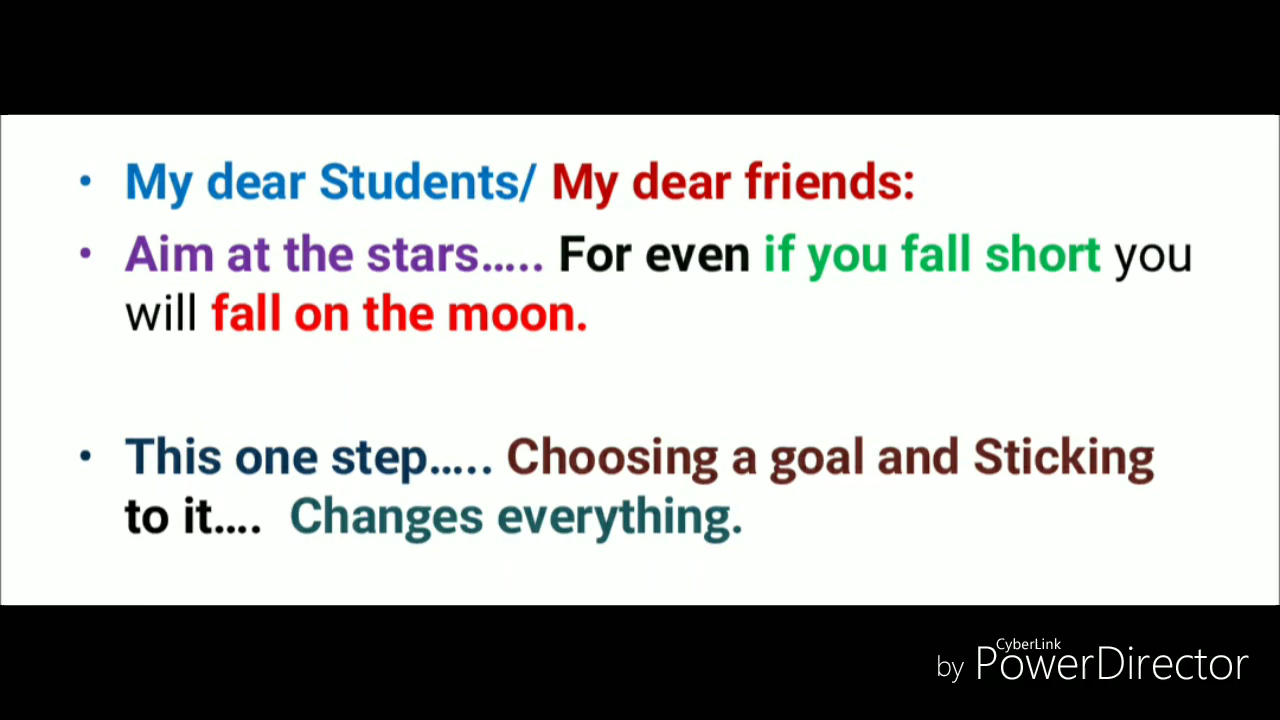 • My dear Students/ My dear friends:
• Aim at the stars..... For even if you fall short you
will fall on the moon.
• This one step..... Choosing a goal and Sticking
to it.... Changes everything.
CyberLink
by PowerDirector